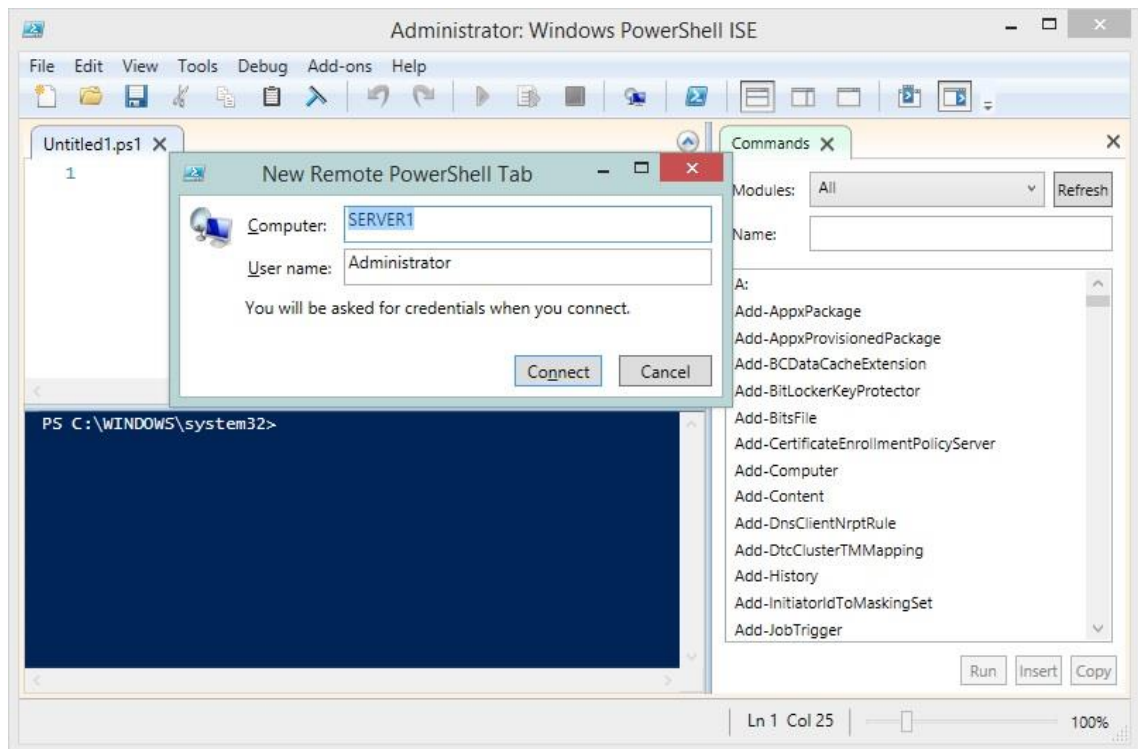 Administrator: Windows PowerShell ISE
File Edit View Tools Debug Add-ons Help
Untitled1.ps1
1
New Remote PowerShell Tab
Computer: SERVER1
User name: Administrator
You will be asked for credentials when you connect.
Connect Cancel
PS C:\WINDOWS\system32>
Commands
Modules: All Refresh
Name:
A:
Add-AppxPackage
Add-AppxProvisionedPackage
Add-BCDataCacheExtension
Add-BitLockerKeyProtector
Add-BitsFile
Add-CertificateEnrollmentPolicyServer
Add-Computer
Add-Content
Add-DnsClientNrptRule
Add-DtcClusterTMMapping
Add-History
Add-InitiatorIdToMaskingSet
Add-JobTrigger
Run Insert Copy
Ln 1 Col 25 100%